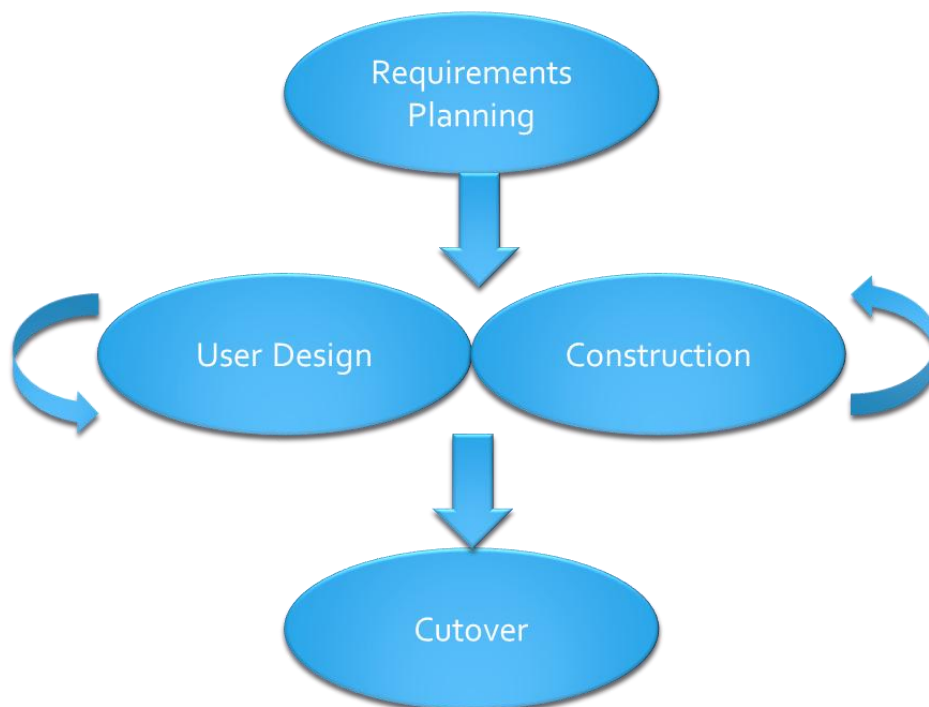 Requirements
Planning
User Design
Construction
Cutover